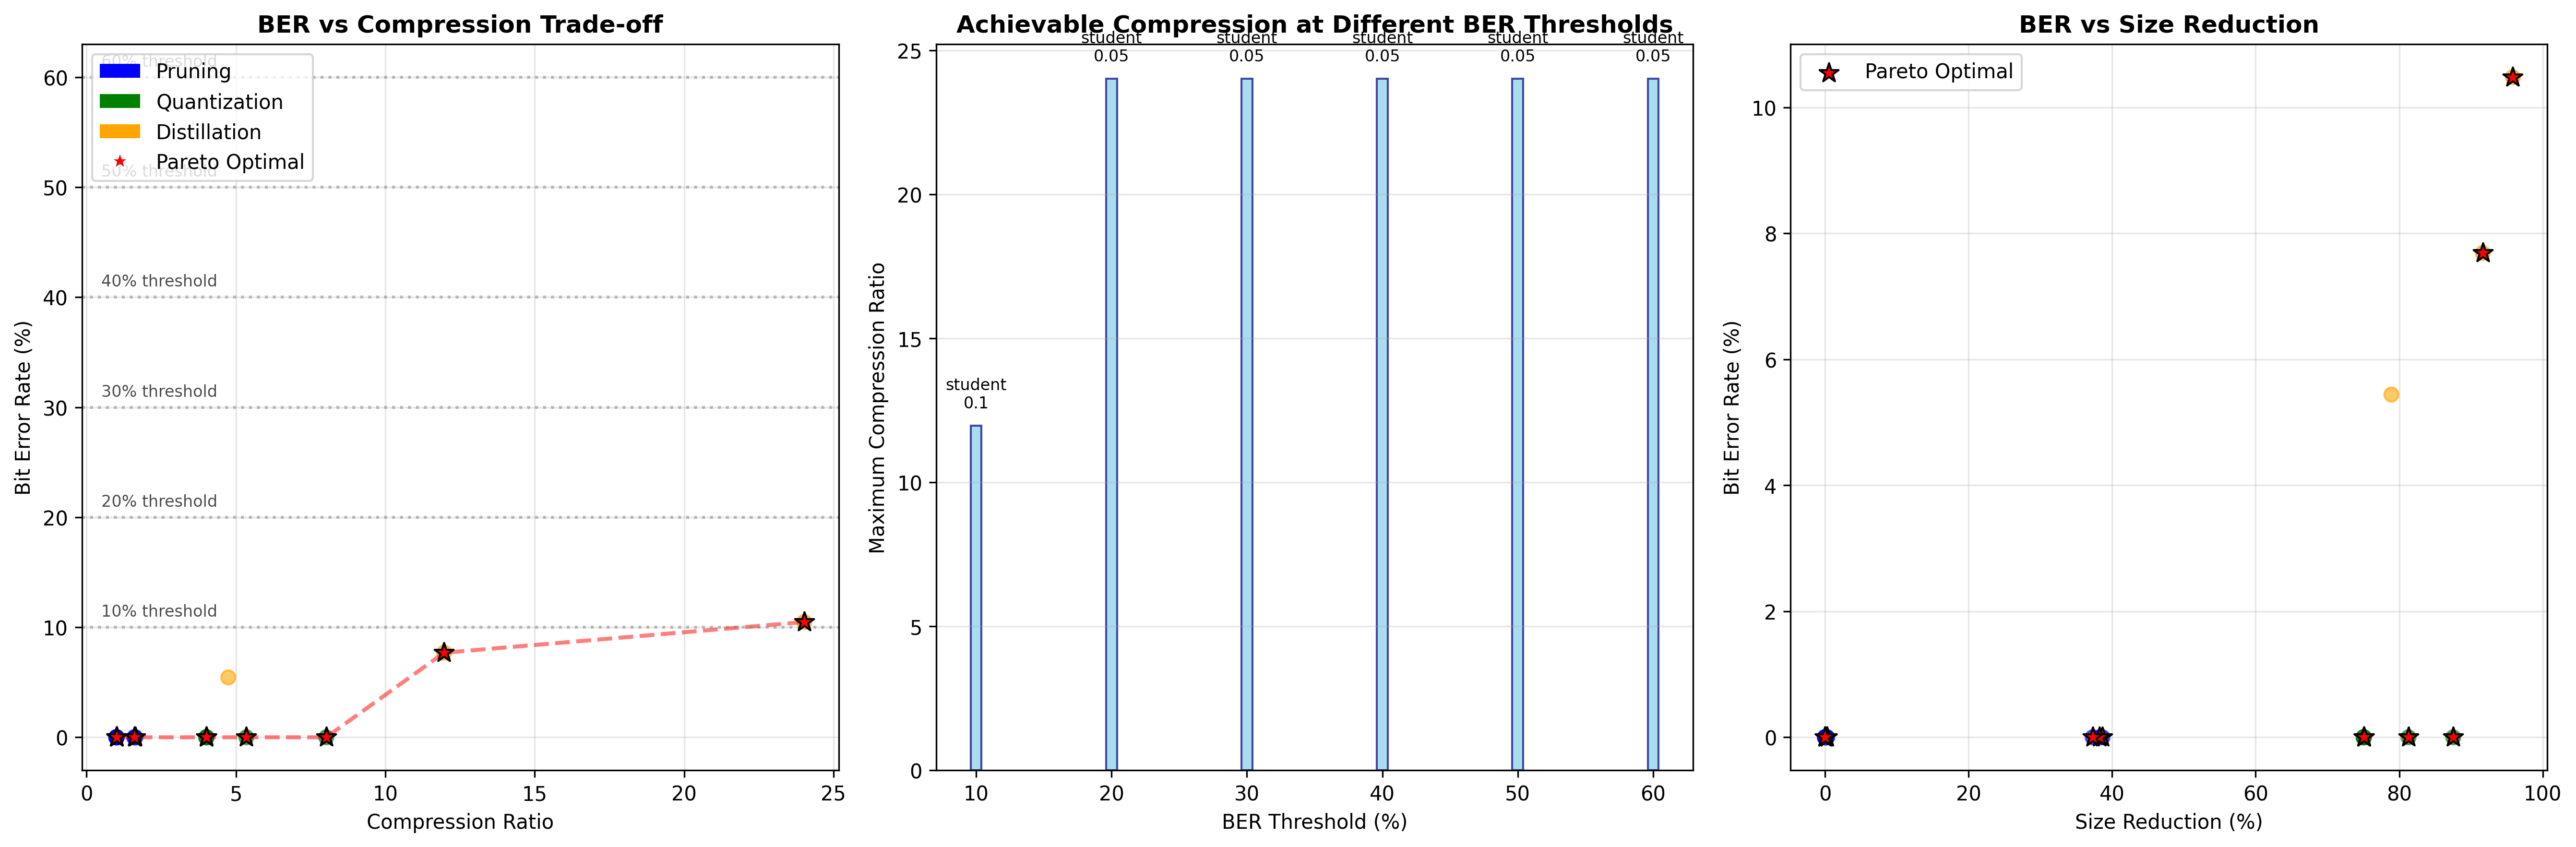 BER vs Compression Trade-off
Bit Error Rate (%)
60
50
40
30
20
10
0
60% threshold
Pruning
Quantization
Distillation
Pareto Optimal
50% threshold
40% threshold
30% threshold
20% threshold
10% threshold
0 5 10 15 20 25
Compression Ratio
Achievable Compression at Different BER Thresholds
Maximum Compression Ratio
25
20
15
10
5
0
student
0.1
student
0.05
student
0.05
student
0.05
student
0.05
student
0.05
10 20 30 40 50 60
BER Threshold (%)
BER vs Size Reduction
Bit Error Rate (%)
10
8
6
4
2
0
Pareto Optimal
0 20 40 60 80 100
Size Reduction (%)